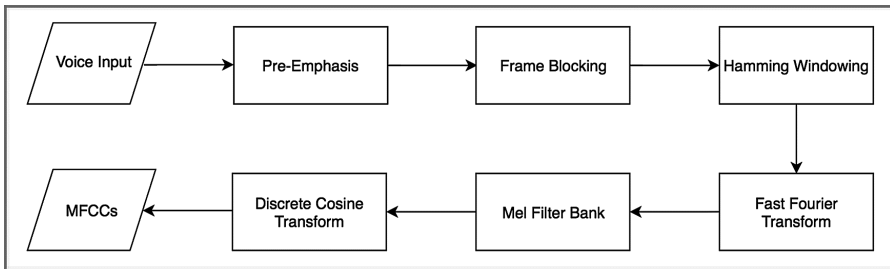 Voice Input
Pre-Emphasis
Frame Blocking
Hamming Windowing
Fast Fourier
Transform
Mel Filter Bank
Discrete Cosine
Transform
MFCCs